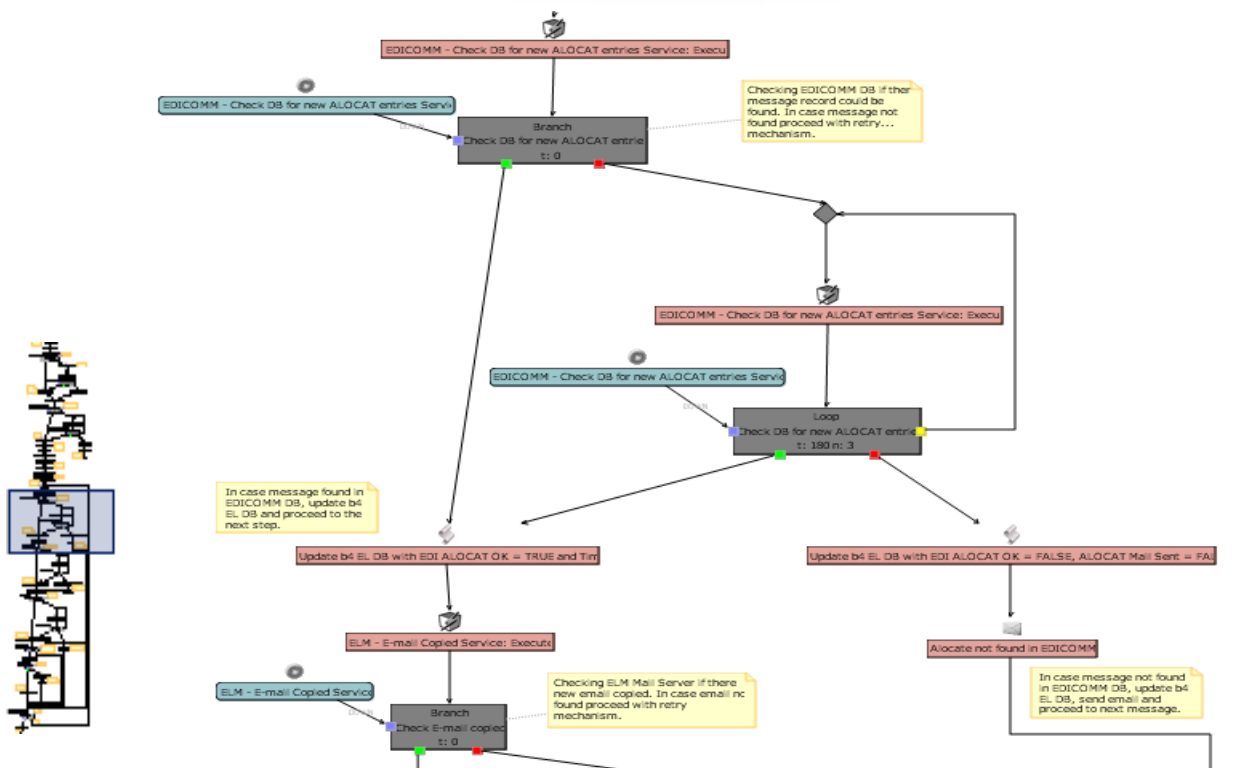 EDICOMM - Check DB for new ALOCAT entries Service: Execu
EDICOMM - Check DB for new ALOCAT entries Servi
DOWN
Branch
Check DB for new ALOCAT entrie
t: 0
Checking EDICOMM DB if ther
message record could be
found. In case message not
found proceed with retry...
mechanism.
EDICOMM - Check DB for new ALOCAT entries Service: Execu
EDICOMM - Check DB for new ALOCAT entries Servic
DOWN
Loop
Check DB for new ALOCAT entrie
t: 180 n: 3
In case message found in
EDICOMM DB, update b4
EL DB and proceed to the
next step.
Update b4 EL DB with EDI ALOCAT OK = TRUE and Tim
Update b4 EL DB with EDI ALOCAT OK = FALSE, ALOCAT Mail Sent = FAL
ELM - E-mail Copied Service: Execute
Alocate not found in EDICOMM
ELM - E-mail Copied Service
DOWN
Branch
Check E-mail copied
t: 0
Checking ELM Mail Server if there
new email copied. In case email nc
found proceed with retry
mechanism.
In case message not found
in EDICOMM DB, update b4
EL DB, send email and
proceed to next message.